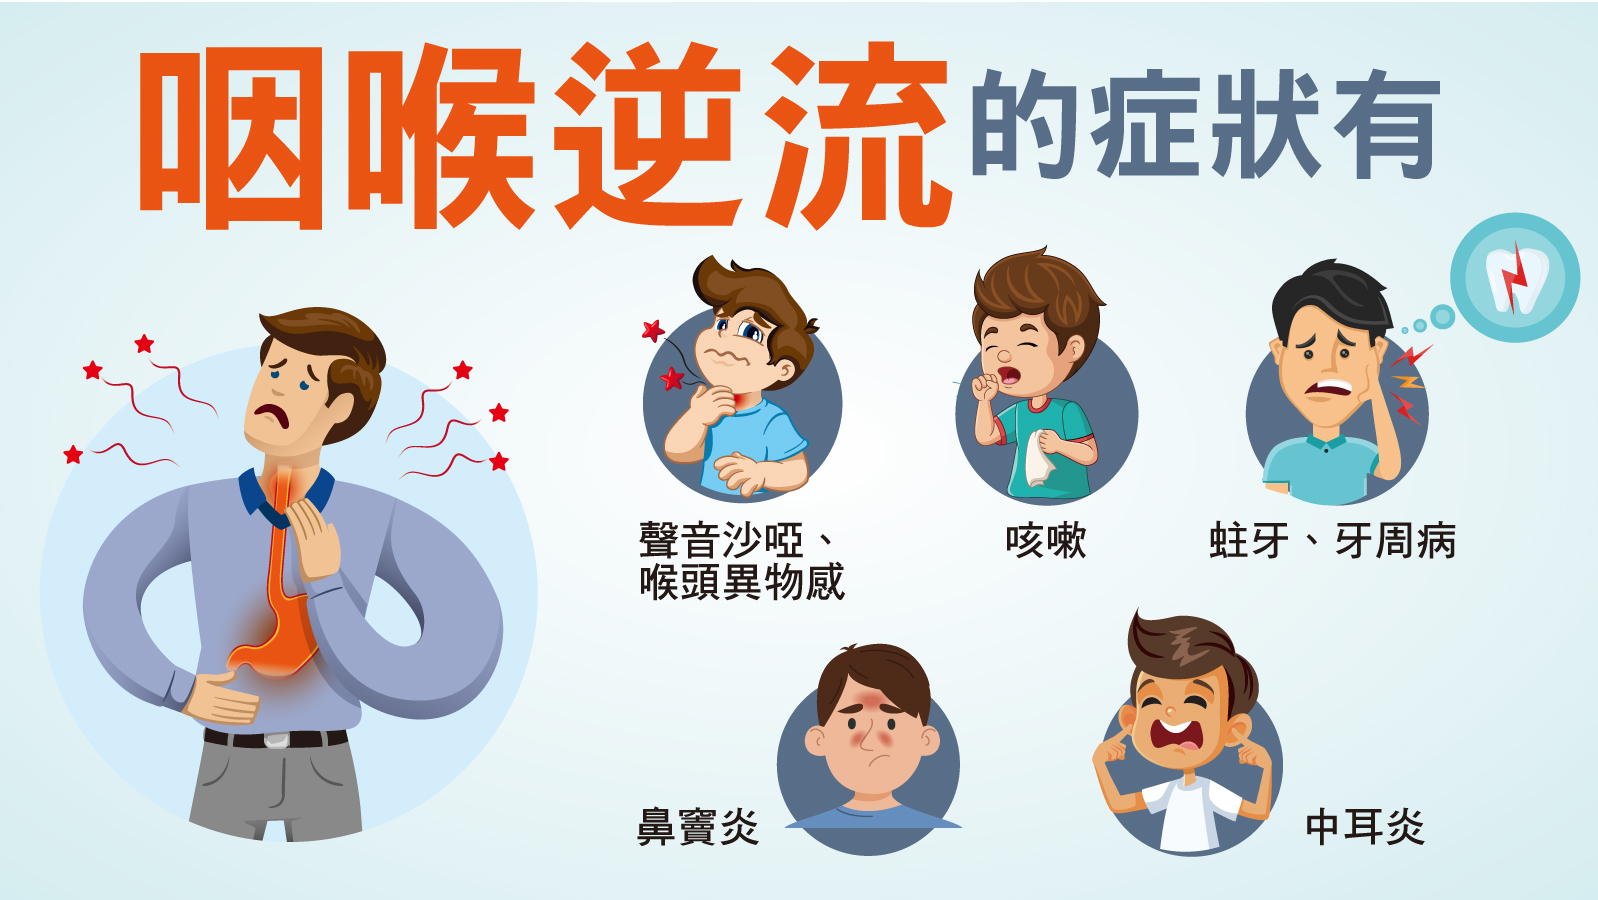 咽喉逆流的症狀有
聲音沙啞、
喉頭異物感
咳嗽
蛀牙、牙周病
鼻竇炎
中耳炎